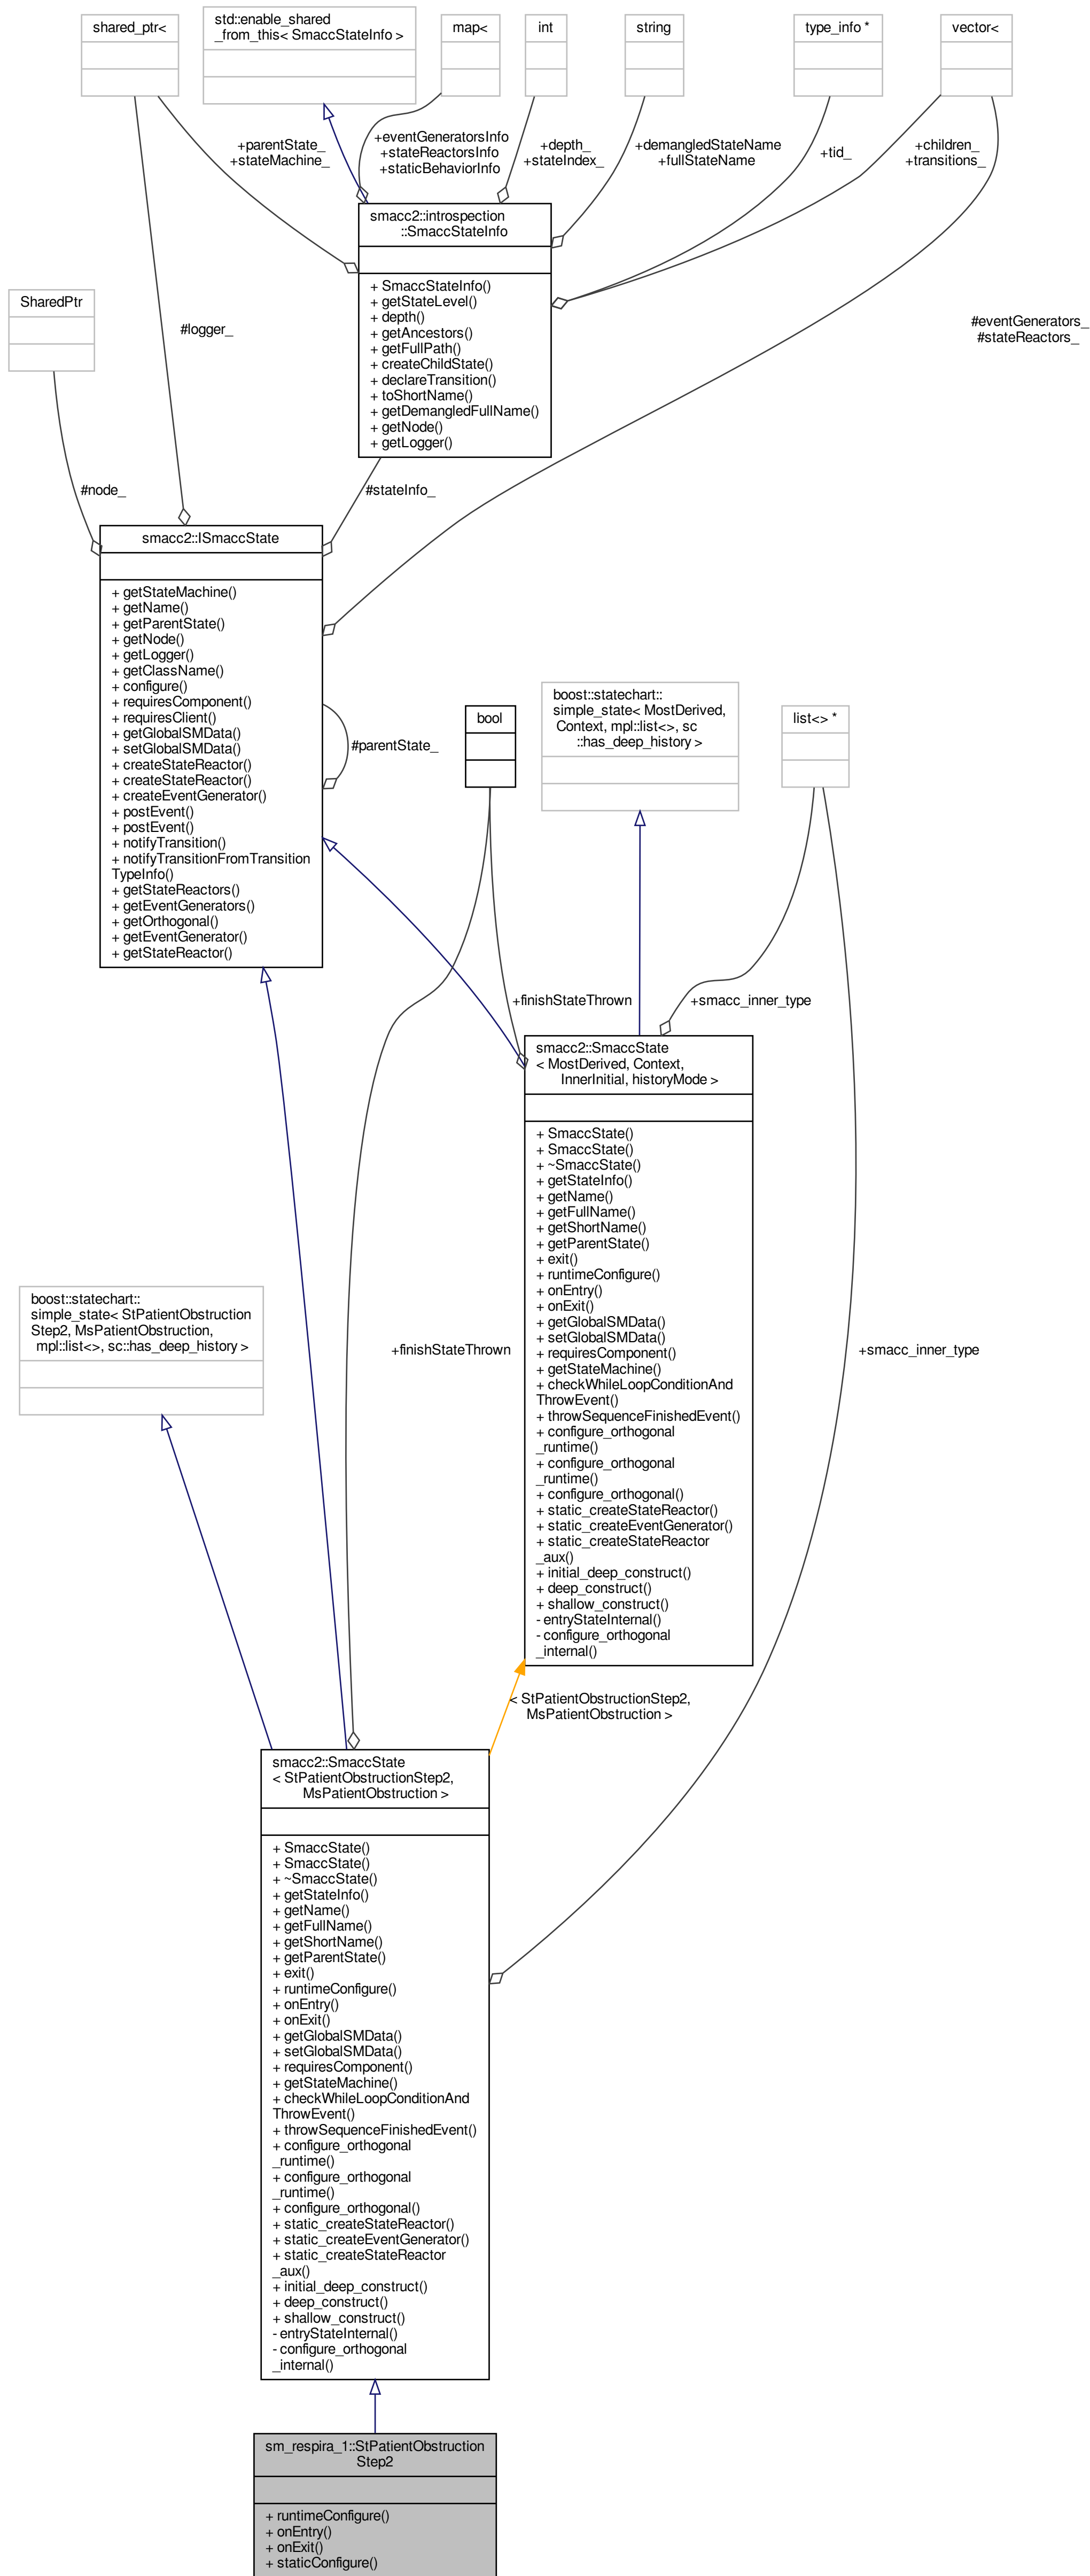 shared_ptr<
std::enable_shared
_from_this< SmaccStateInfo >
map<
int
string
type_info *
vector<
+parentState_
+stateMachine_
+eventGeneratorsInfo
+stateReactorsInfo
+staticBehaviorInfo
+depth_
+stateIndex_
+demangledStateName
+fullStateName
+tid_
+children_
+transitions_
smacc2::introspection
::SmaccStateInfo
+ SmaccStateInfo()
+ getStateLevel()
+ depth()
+ getAncestors()
+ getFullPath()
+ createChildState()
+ declareTransition()
+ toShortName()
+ getDemangledFullName()
+ getNode()
+ getLogger()
SharedPtr
#logger_
#eventGenerators_
#stateReactors_
#node_
#stateInfo_
smacc2::ISmaccState
+ getStateMachine()
+ getName()
+ getParentState()
+ getNode()
+ getLogger()
+ getClassName()
+ configure()
+ requiresComponent()
+ requiresClient()
+ getGlobalSMData()
+ setGlobalSMData()
+ createStateReactor()
+ createStateReactor()
+ createEventGenerator()
+ postEvent()
+ postEvent()
+ notifyTransition()
+ notifyTransitionFromTransition
TypeInfo()
+ getStateReactors()
+ getEventGenerators()
+ getOrthogonal()
+ getEventGenerator()
+ getStateReactor()
#parentState_
bool
boost::statechart::
simple_state< MostDerived,
Context, mpl::list<>, sc
::has_deep_history >
list<> *
+finishStateThrown
+smacc_inner_type
smacc2::SmaccState
< MostDerived, Context,
InnerInitial, historyMode >
+ SmaccState()
+ SmaccState()
+ ~SmaccState()
+ getStateInfo()
+ getName()
+ getFullName()
+ getShortName()
+ getParentState()
+ exit()
+ runtimeConfigure()
+ onEntry()
+ onExit()
+ getGlobalSMData()
+ setGlobalSMData()
+ requiresComponent()
+ getStateMachine()
+ checkWhileLoopConditionAnd
ThrowEvent()
+ throwSequenceFinishedEvent()
+ configure_orthogonal
_runtime()
+ configure_orthogonal
_runtime()
+ configure_orthogonal()
+ static_createStateReactor()
+ static_createEventGenerator()
+ static_createStateReactor
_aux()
+ initial_deep_construct()
+ deep_construct()
+ shallow_construct()
- entryStateInternal()
- configure_orthogonal
_internal()
boost::statechart::
simple_state< StPatientObstruction
Step2, MsPatientObstruction,
mpl::list<>, sc::has_deep_history >
+finishStateThrown
+smacc_inner_type
< StPatientObstructionStep2,
MsPatientObstruction >
smacc2::SmaccState
< StPatientObstructionStep2,
MsPatientObstruction >
+ SmaccState()
+ SmaccState()
+ ~SmaccState()
+ getStateInfo()
+ getName()
+ getFullName()
+ getShortName()
+ getParentState()
+ exit()
+ runtimeConfigure()
+ onEntry()
+ onExit()
+ getGlobalSMData()
+ setGlobalSMData()
+ requiresComponent()
+ getStateMachine()
+ checkWhileLoopConditionAnd
ThrowEvent()
+ throwSequenceFinishedEvent()
+ configure_orthogonal
_runtime()
+ configure_orthogonal
_runtime()
+ configure_orthogonal()
+ static_createStateReactor()
+ static_createEventGenerator()
+ static_createStateReactor
_aux()
+ initial_deep_construct()
+ deep_construct()
+ shallow_construct()
- entryStateInternal()
- configure_orthogonal
_internal()
sm_respira_1::StPatientObstruction
Step2
+ runtimeConfigure()
+ onEntry()
+ onExit()
+ staticConfigure()